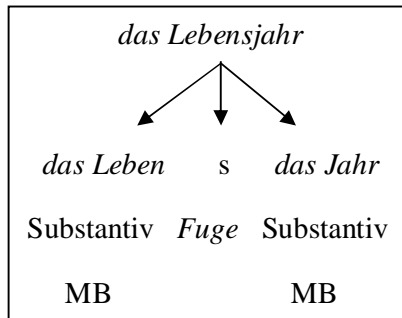 das Lebensjahr
das Leben s das Jahr
Substantiv Fuge Substantiv
MB MB